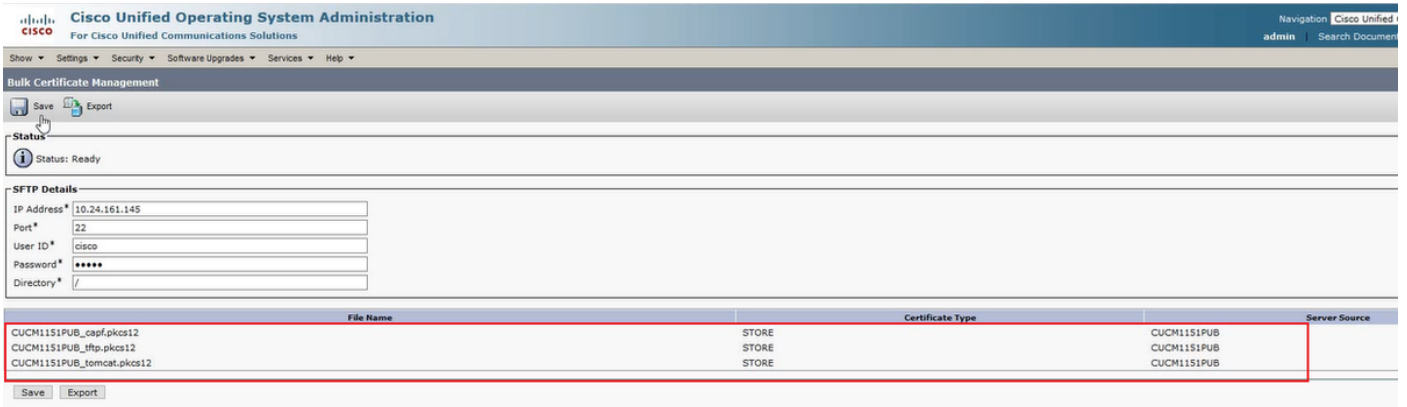 Cisco Unified Operating System Administration
Navigation Cisco Unified
CISCO For Cisco Unified Communications Solutions
admin | Search Document
Show Settings Security Software Upgrades Services Help
Bulk Certificate Management
Save Export
Status
i Status: Ready
SFTP Details
IP Address* 10.24.161.145
Port* 22
User ID* cisco
Password* •••••
Directory* /
File Name Certificate Type Server Source
CUCM1151PUB_capf.pkcs12 STORE CUCM1151PUB
CUCM1151PUB_tftp.pkcs12 STORE CUCM1151PUB
CUCM1151PUB_tomcat.pkcs12 STORE CUCM1151PUB
Save Export